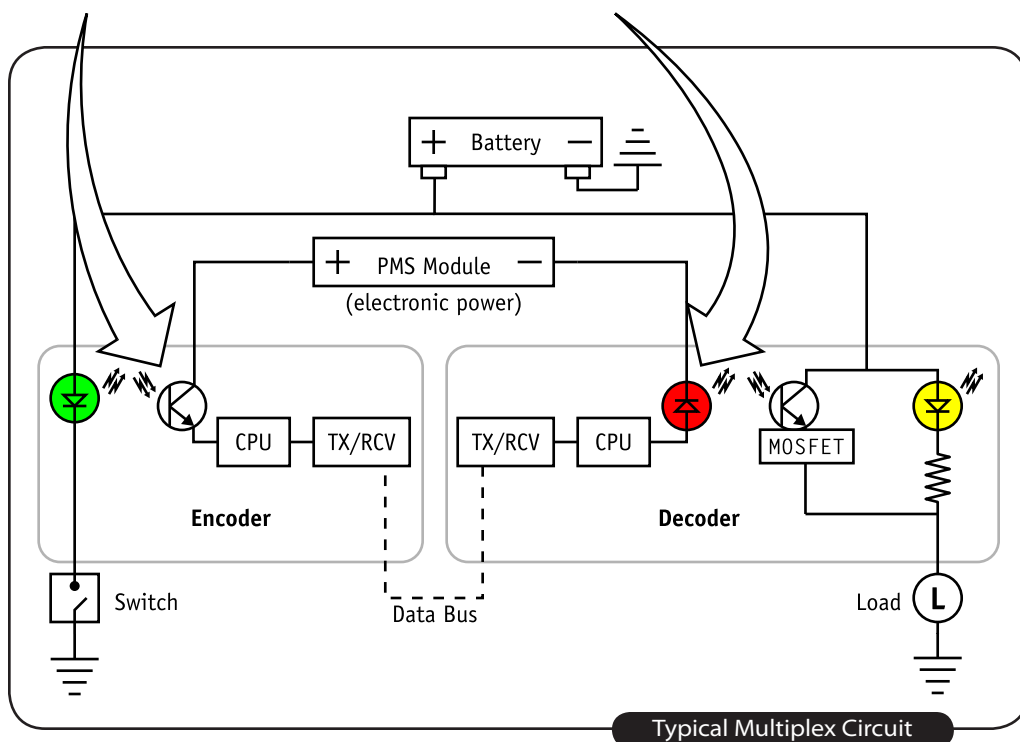 + Battery −
+ PMS Module −
(electronic power)
CPU
TX/RCV
TX/RCV
CPU
MOSFET
Encoder
Decoder
Switch
Data Bus
Load
L
Typical Multiplex Circuit